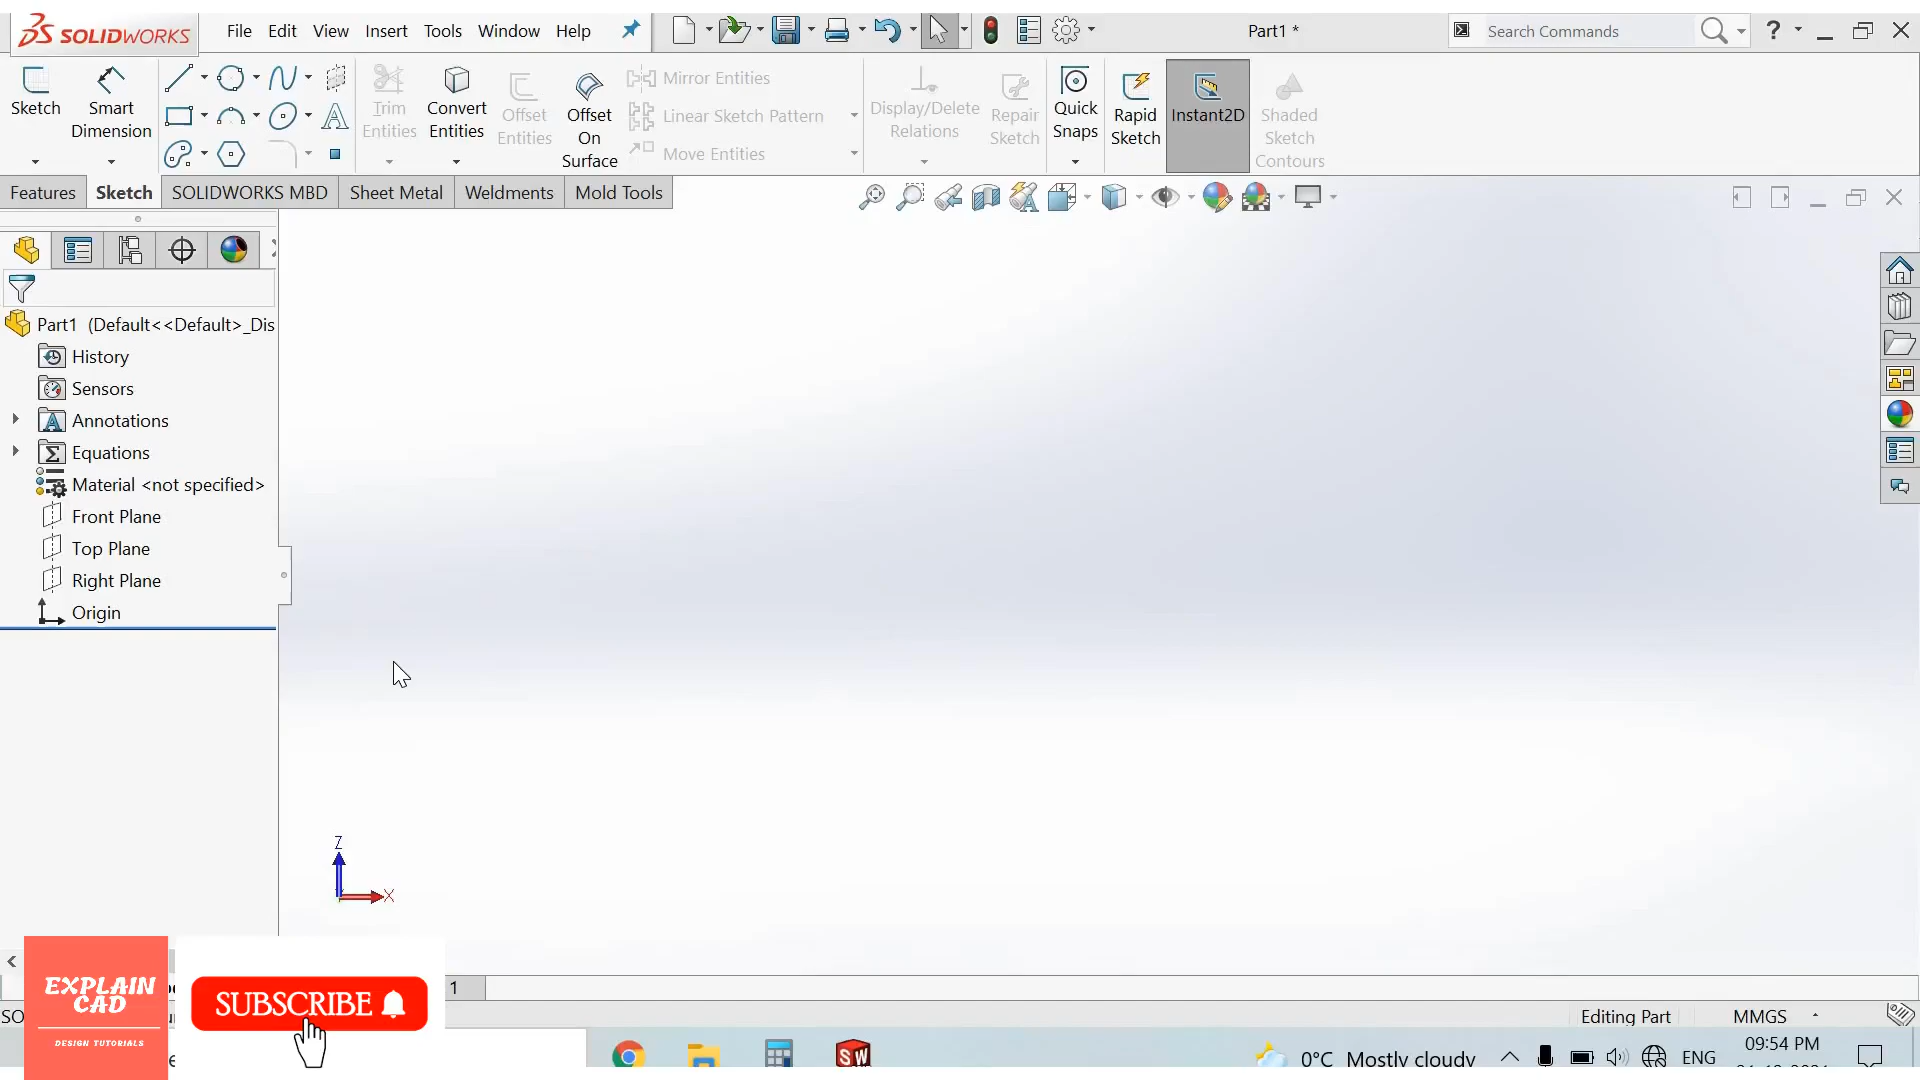 SOLIDWORKS File Edit View Insert Tools Window Help Part1 * Search Commands ?
Sketch Smart Dimension Trim Entities Convert Entities Offset Entities Offset On Surface Mirror Entities Linear Sketch Pattern Move Entities Display/Delete Relations Repair Sketch Quick Snaps Rapid Sketch Instant2D Shaded Sketch Contours
Features Sketch SOLIDWORKS MBD Sheet Metal Weldments Mold Tools
Part1 (Default<<Default>_Dis
History
Sensors
Annotations
Equations
Material <not specified>
Front Plane
Top Plane
Right Plane
Origin
Z
X
EXPLAIN
CAD
DESIGN TUTORIALS
SUBSCRIBE
1
SO
Editing Part MMGS
0°C Mostly cloudy ENG 09:54 PM